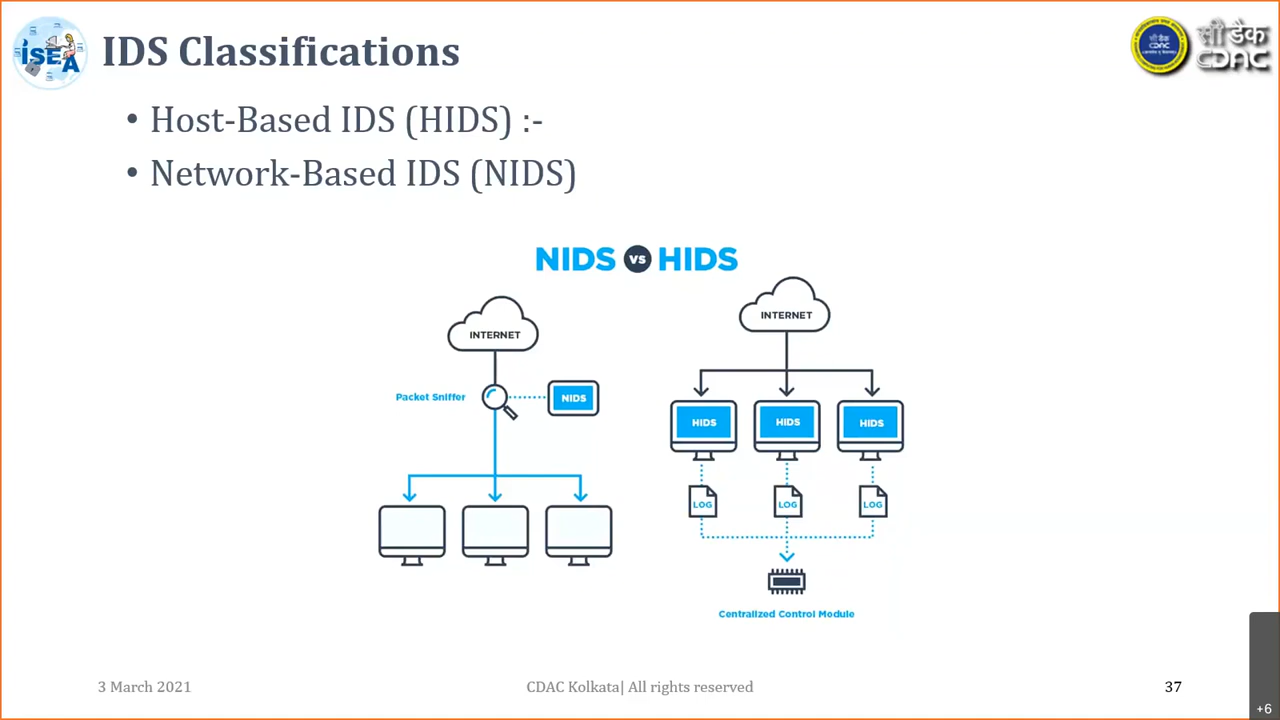 ISEA
IDS Classifications
सी डैक
CDAC
• Host-Based IDS (HIDS) :-
• Network-Based IDS (NIDS)
NIDS VS HIDS
INTERNET
Packet Sniffer
NIDS
INTERNET
HIDS HIDS HIDS
LOG LOG LOG
Centralized Control Module
3 March 2021 CDAC Kolkata| All rights reserved 37
+6